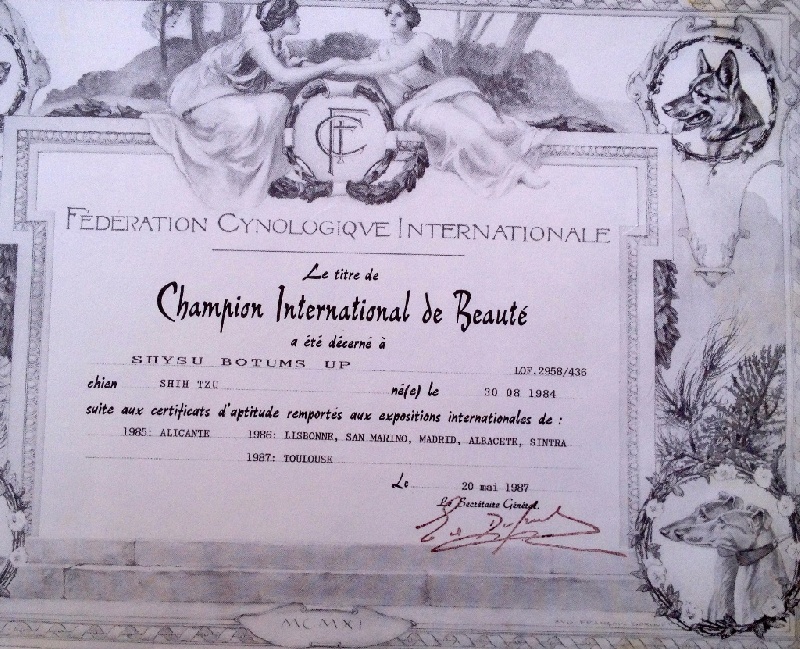 FCI
FÉDÉRATION CYNOLOGIQVE INTERNATIONALE
Le titre de
Champion International de Beauté
a été décerné à
SHYSU BOTUMS UP LOF.2958/436
chien SHIH TZU né(e) le 30 08 1984
suite aux certificats d'aptitude remportés aux expositions internationales de :
1985: ALICANTE 1986: LISBONNE, SAN MARINO, MADRID, ALBACETE, SINTRA
1987: TOULOUSE
Le 20 mai 1987
Le Secrétaire Général.
MCMXI